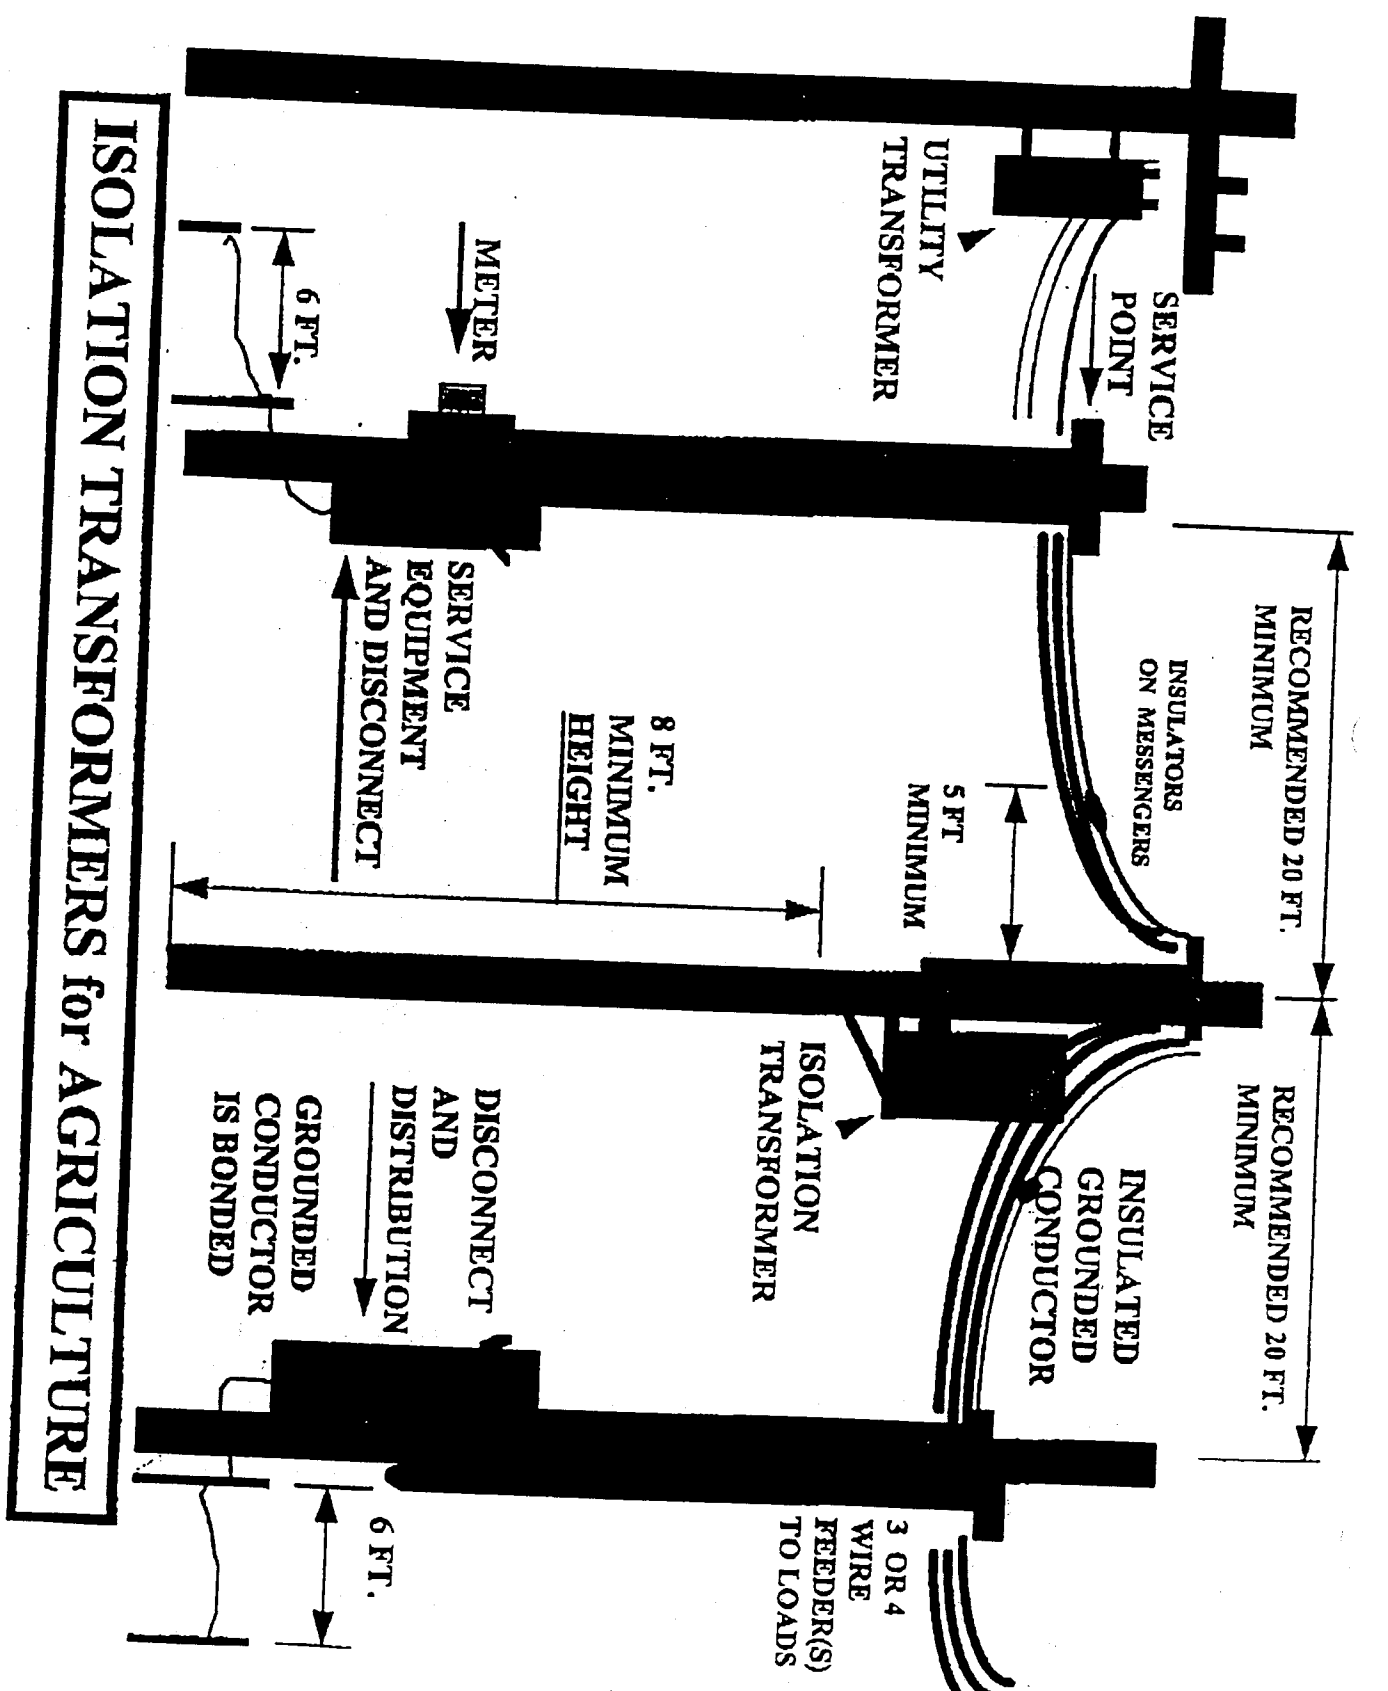 UTILITY
TRANSFORMER
SERVICE
POINT
METER
6 FT.
SERVICE
EQUIPMENT
AND DISCONNECT
RECOMMENDED 20 FT.
MINIMUM
INSULATORS
ON MESSENGERS
8 FT.
MINIMUM
HEIGHT
5 FT
MINIMUM
RECOMMENDED 20 FT.
MINIMUM
ISOLATION
TRANSFORMER
INSULATED
GROUNDED
CONDUCTOR
DISCONNECT
AND
DISTRIBUTION
GROUNDED
CONDUCTOR
IS BONDED
3 OR 4
WIRE
FEEDER(S)
TO LOADS
6 FT.
ISOLATION TRANSFORMERS for AGRICULTURE